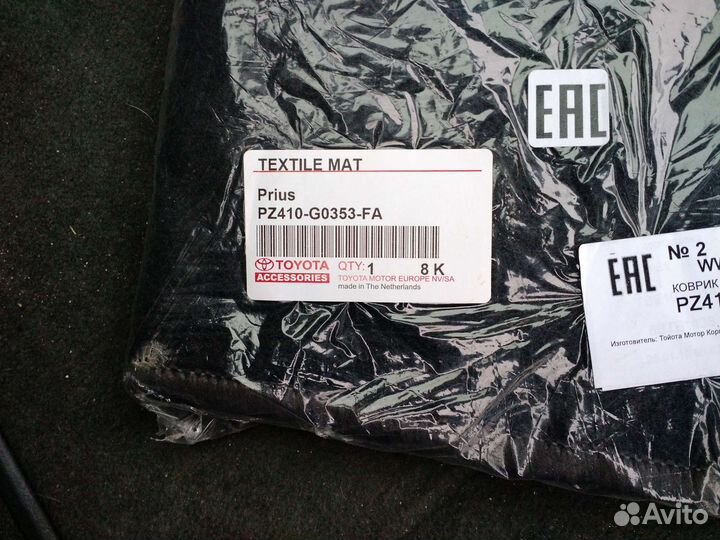 EAC
TEXTILE MAT
Prius
PZ410-G0353-FA
TOYOTA
ACCESSORIES
QTY: 1 8 K
TOYOTA MOTOR EUROPE NV/SA
made in The Netherlands
EAC
№ 2
КОВРИК
PZ41
Изготовитель: Тойота Мотор
Avito